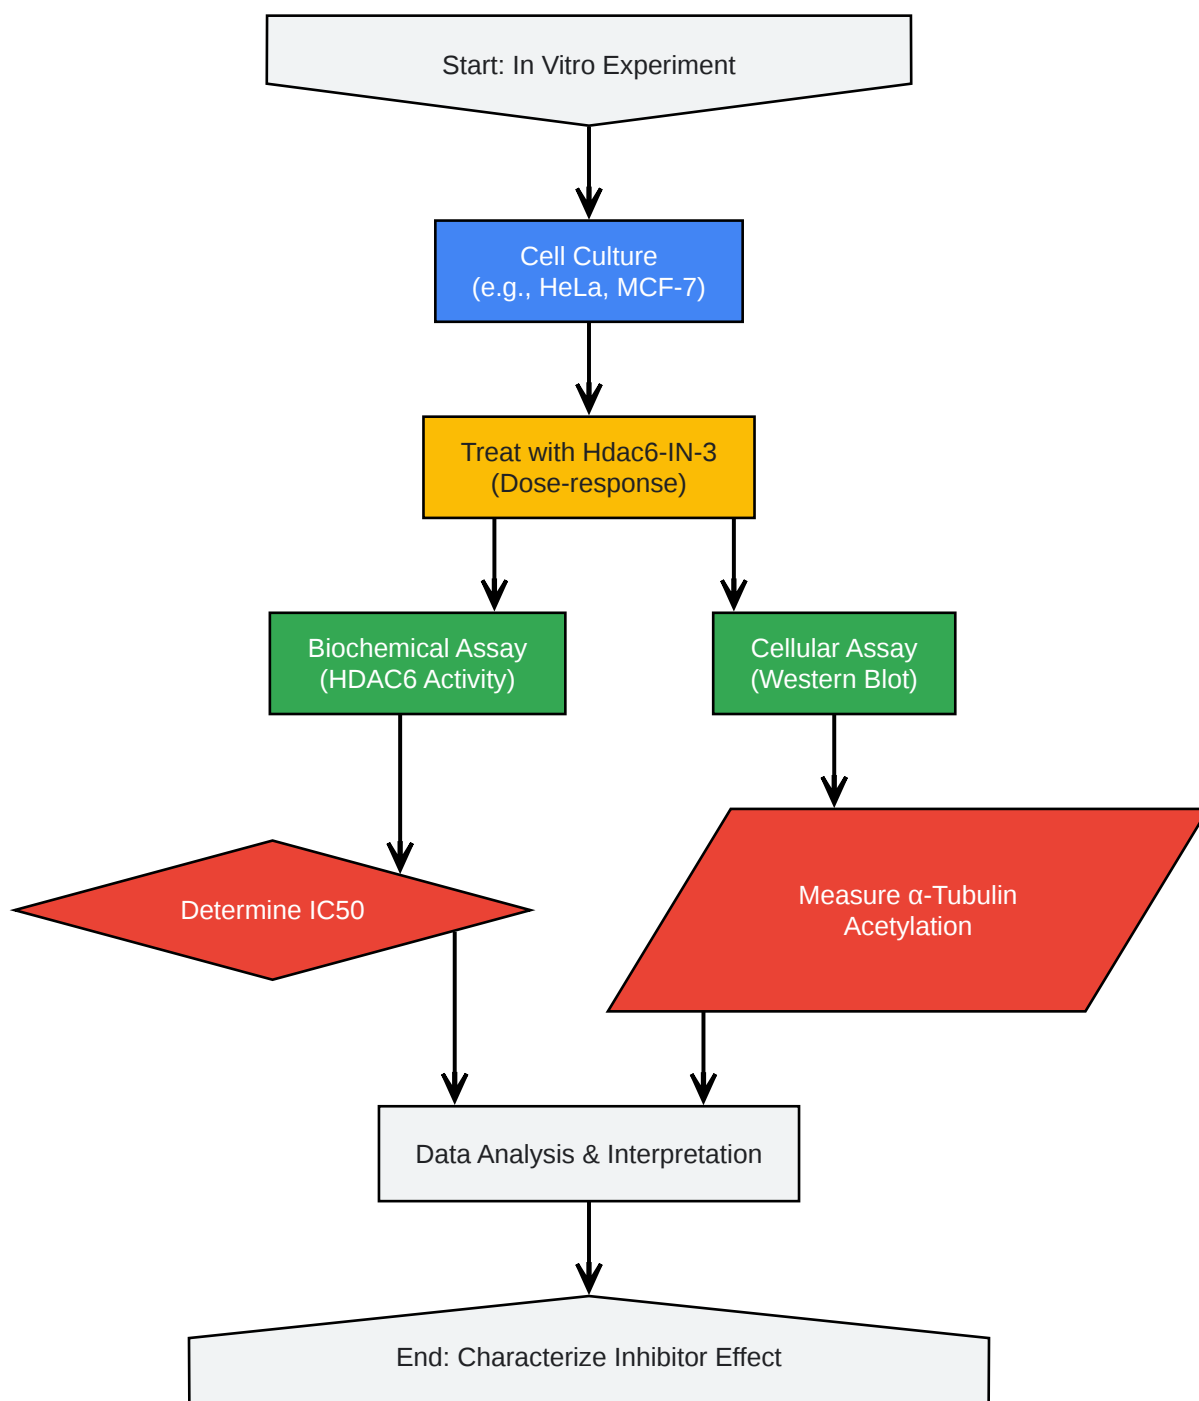 Start: In Vitro Experiment
Cell Culture
(e.g., HeLa, MCF-7)
Treat with Hdac6-IN-3
(Dose-response)
Biochemical Assay
(HDAC6 Activity)
Cellular Assay
(Western Blot)
Determine IC50
Measure α-Tubulin
Acetylation
Data Analysis & Interpretation
End: Characterize Inhibitor Effect